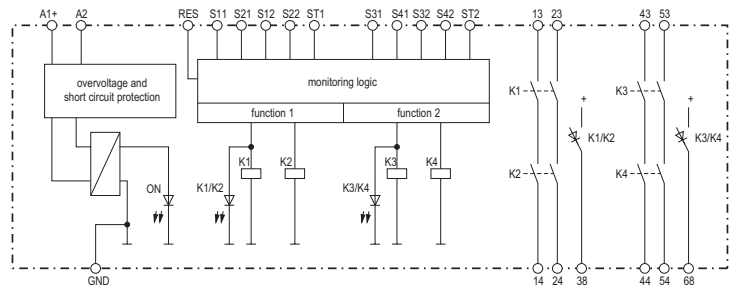 A1+ A2 RES S11 S21 S12 S22 ST1 S31 S41 S32 S42 ST2 13 23 43 53
overvoltage and
short circuit protection
monitoring logic
function 1 function 2
K1 K3
+ +
K1/K2 K3/K4
K1 K2 K3 K4
ON K1/K2 K3/K4
K2 K4
GND 14 24 38 44 54 68